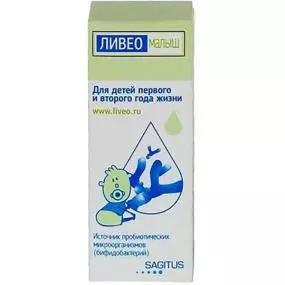 ЛИВЕО МАЛЫШ
Для детей первого
и второго года жизни
www.liveo.ru
Источник пробиотических
микроорганизмов
(бифидобактерий)
SAGITUS